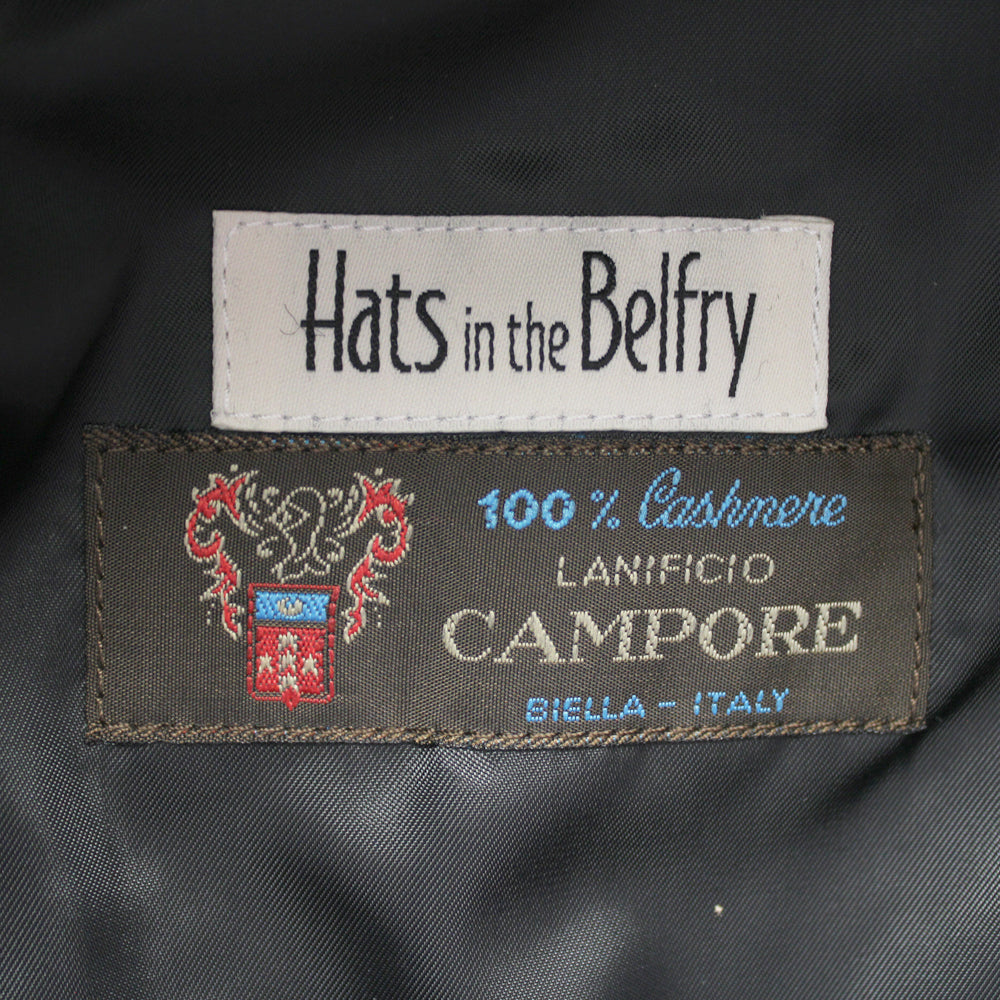 Hats in the Belfry
100% Cashmere
LANIFICIO
CAMPORE
BIELLA - ITALY